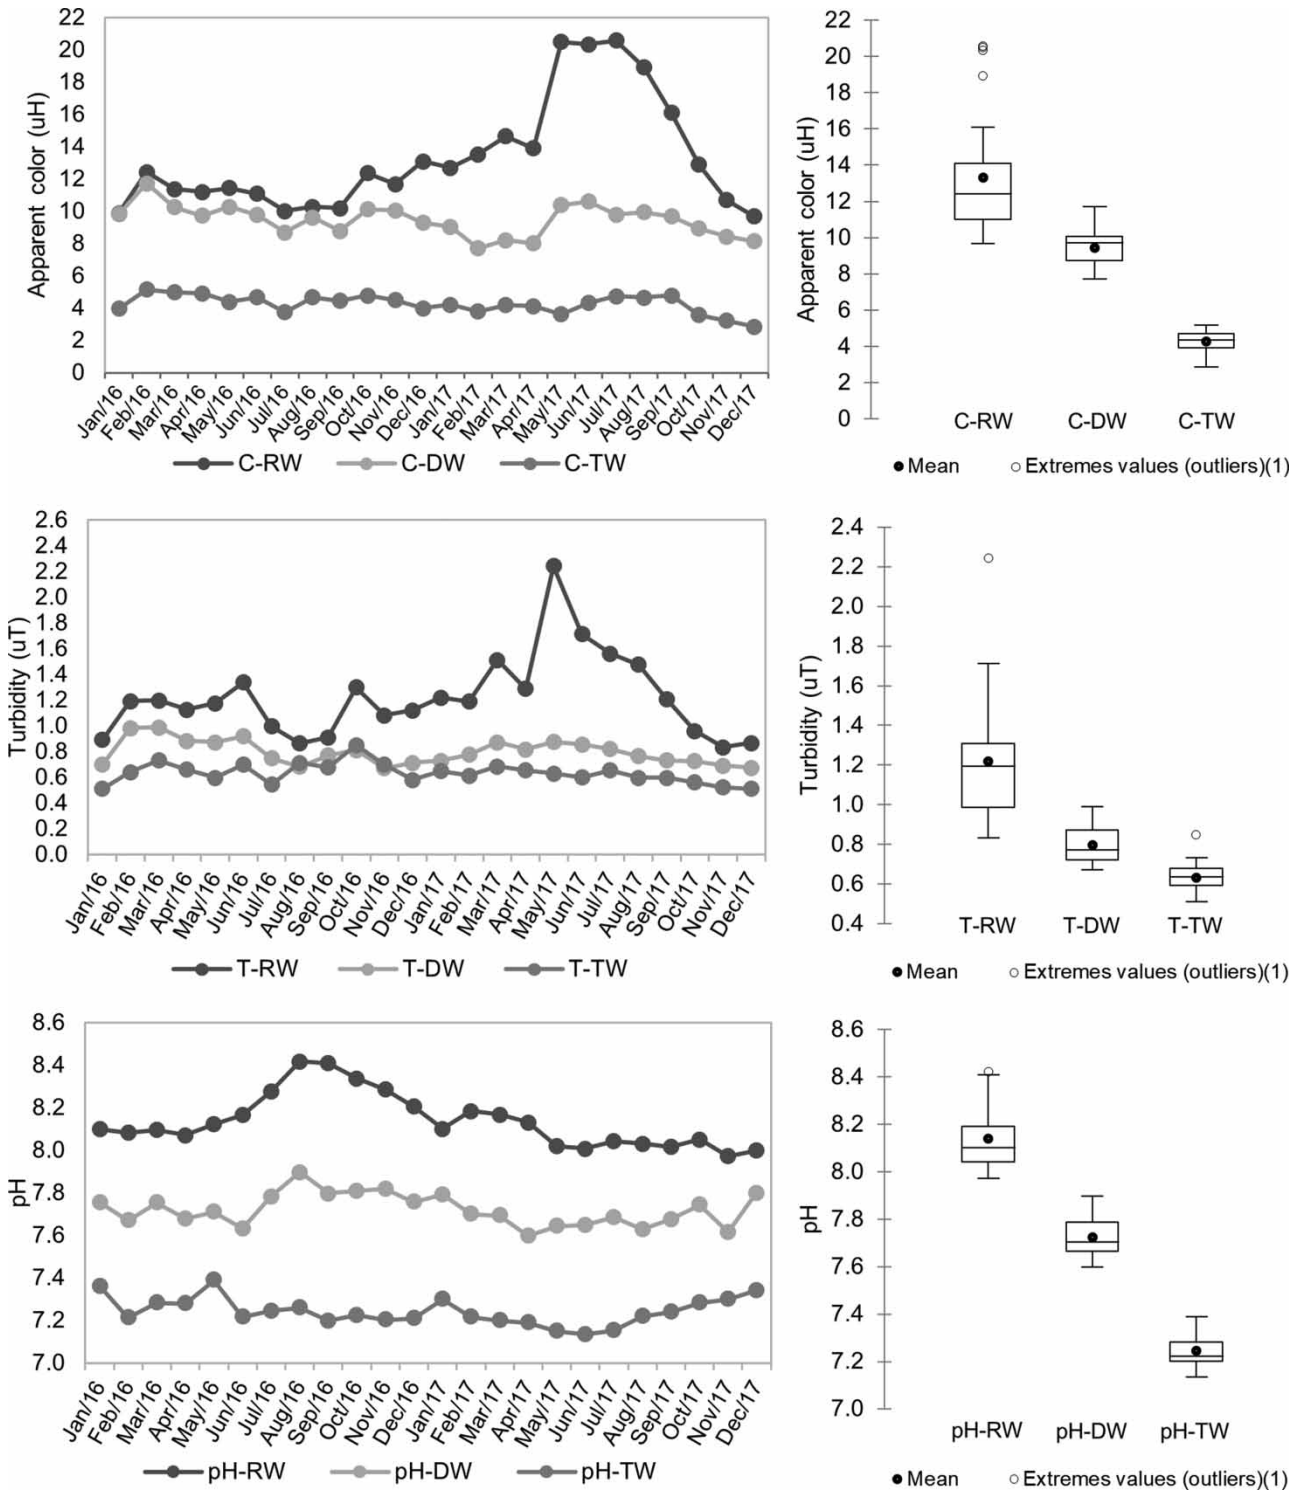 22
20
18
16
14
12
10
8
6
4
2
0
Apparent color (uH)
Jan/16
Feb/16
Mar/16
Apr/16
May/16
Jun/16
Jul/16
Aug/16
Sep/16
Oct/16
Nov/16
Dec/16
Jan/17
Feb/17
Mar/17
Apr/17
May/17
Jun/17
Jul/17
Aug/17
Sep/17
Oct/17
Nov/17
Dec/17
C-RW C-DW C-TW
22
20
18
16
14
12
10
8
6
4
2
0
Apparent color (uH)
C-RW C-DW C-TW
Mean Extremes values (outliers)(1)
2.6
2.4
2.2
2.0
1.8
1.6
1.4
1.2
1.0
0.8
0.6
0.4
0.2
0.0
Turbidity (uT)
Jan/16
Feb/16
Mar/16
Apr/16
May/16
Jun/16
Jul/16
Aug/16
Sep/16
Oct/16
Nov/16
Dec/16
Jan/17
Feb/17
Mar/17
Apr/17
May/17
Jun/17
Jul/17
Aug/17
Sep/17
Oct/17
Nov/17
Dec/17
T-RW T-DW T-TW
2.4
2.2
2.0
1.8
1.6
1.4
1.2
1.0
0.8
0.6
0.4
Turbidity (uT)
T-RW T-DW T-TW
Mean Extremes values (outliers)(1)
8.6
8.4
8.2
8.0
7.8
7.6
7.4
7.2
7.0
pH
Jan/16
Feb/16
Mar/16
Apr/16
May/16
Jun/16
Jul/16
Aug/16
Sep/16
Oct/16
Nov/16
Dec/16
Jan/17
Feb/17
Mar/17
Apr/17
May/17
Jun/17
Jul/17
Aug/17
Sep/17
Oct/17
Nov/17
Dec/17
pH-RW pH-DW pH-TW
8.6
8.4
8.2
8.0
7.8
7.6
7.4
7.2
7.0
pH
pH-RW pH-DW pH-TW
Mean Extremes values (outliers)(1)